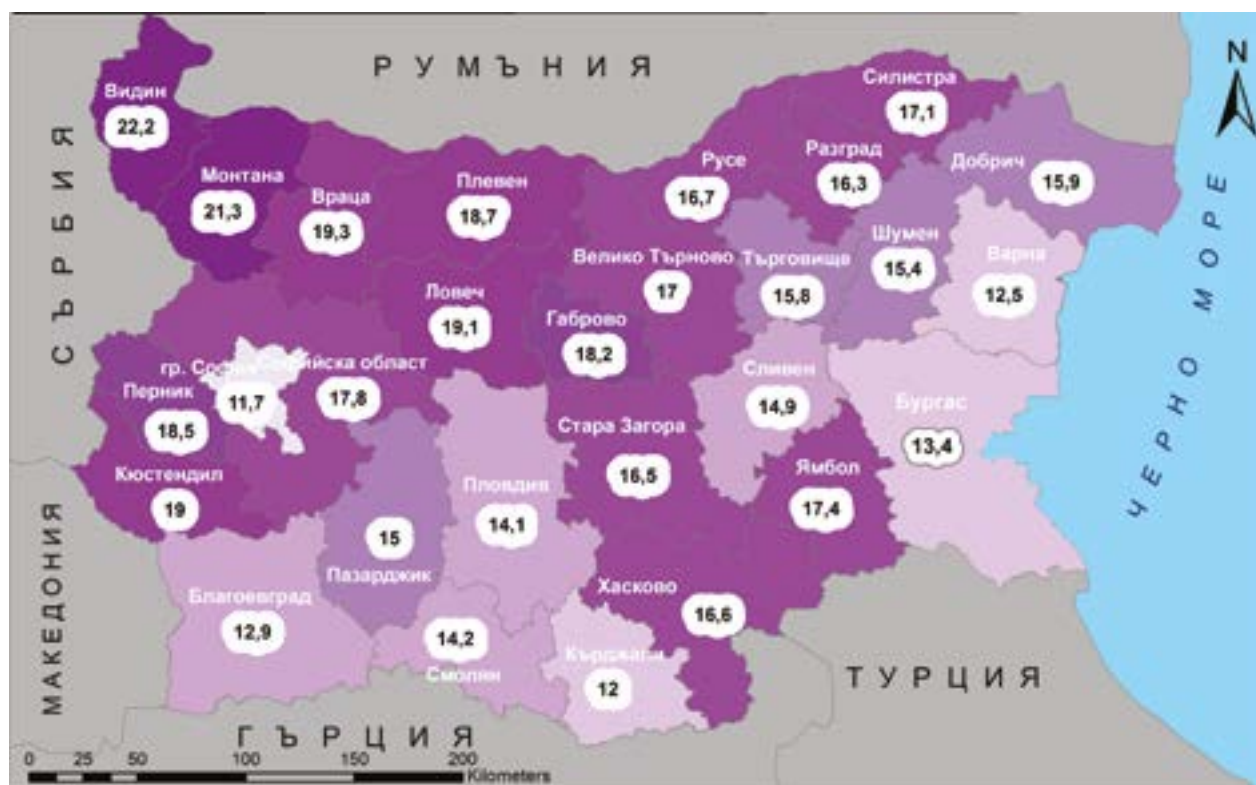 РУМЪНИЯ
N
Силистра
17,1
Видин
22,2
СЪРБИЯ
Русе
16,7
Разград
16,3
Добрич
15,9
Монтана
21,3
Враца
19,3
Плевен
18,7
Шумен
15,4
Варна
12,5
ЧЕРНО МОРЕ
Велико Търново
17
Търговище
15,8
Ловеч
19,1
Габрово
18,2
гр. София
11,7
област
17,8
Перник
18,5
Сливен
14,9
Бургас
13,4
Стара Загора
16,5
Ямбол
17,4
Кюстендил
19
Пловдив
14,1
15
Пазарджик
МАКЕДОНИЯ
Благоевград
12,9
14,2
Смолян
Хасково
16,6
Кърджали
12
ТУРЦИЯ
ГЪРЦИЯ
0 25 50 100 150 200
Kilometers